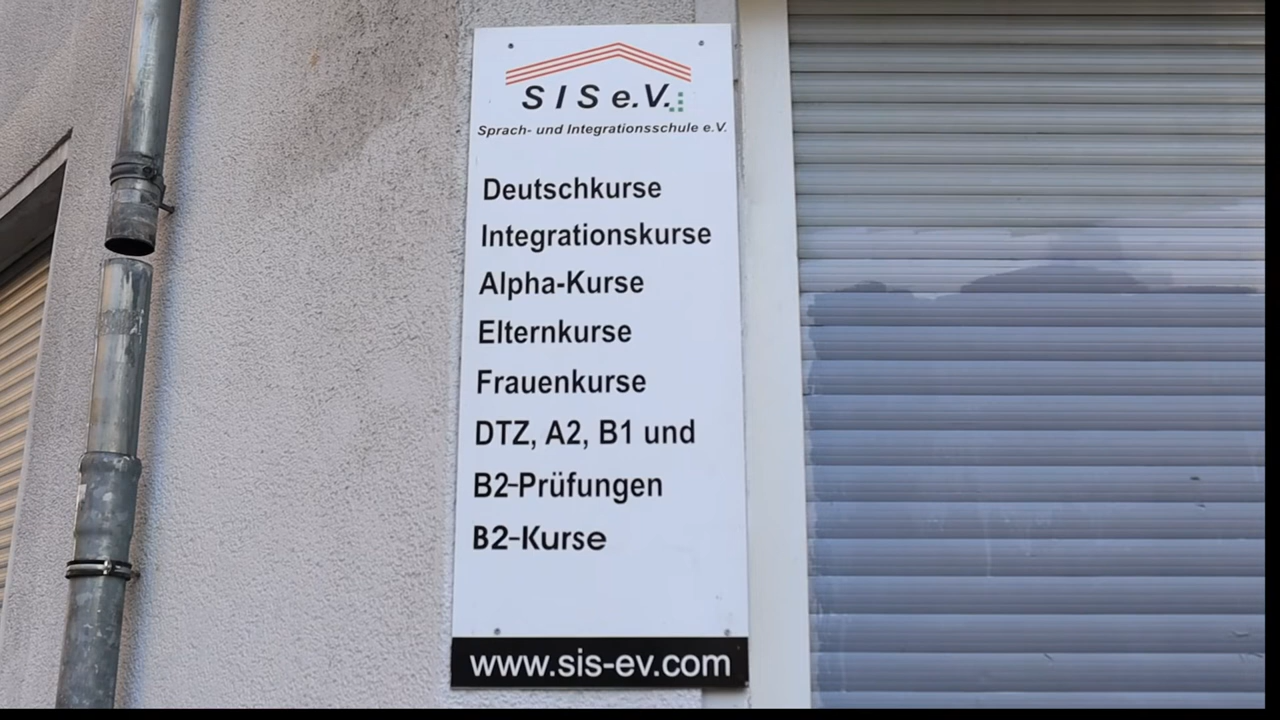 S I S e.V.
Sprach- und Integrationsschule e.V.
Deutschkurse
Integrationskurse
Alpha-Kurse
Elternkurse
Frauenkurse
DTZ, A2, B1 und
B2-Prüfungen
B2-Kurse
www.sis-ev.com